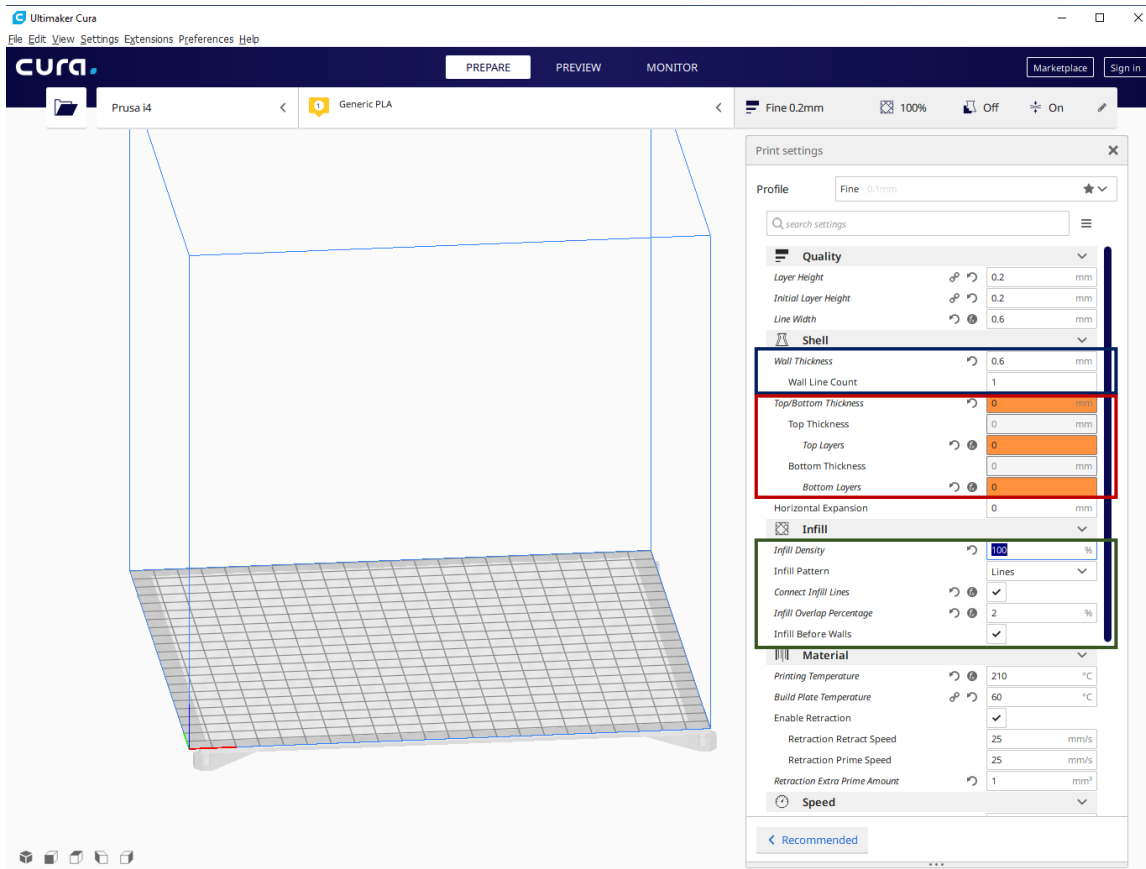 Ultimaker Cura
File Edit View Settings Extensions Preferences Help
cura. PREPARE PREVIEW MONITOR Marketplace Sign in
Prusa i4 1 Generic PLA Fine 0.2mm 100% Off On
Print settings
Profile Fine 0.1mm
search settings
Quality
Layer Height 0.2 mm
Initial Layer Height 0.2 mm
Line Width 0.6 mm
Shell
Wall Thickness 0.6 mm
Wall Line Count 1
Top/Bottom Thickness 0 mm
Top Thickness 0 mm
Top Layers 0
Bottom Thickness 0 mm
Bottom Layers 0
Horizontal Expansion 0 mm
Infill
Infill Density 100 %
Infill Pattern Lines
Connect Infill Lines
Infill Overlap Percentage 2 %
Infill Before Walls
Material
Printing Temperature 210 °C
Build Plate Temperature 60 °C
Enable Retraction
Retraction Retract Speed 25 mm/s
Retraction Prime Speed 25 mm/s
Retraction Extra Prime Amount 1 mm³
Speed
Recommended